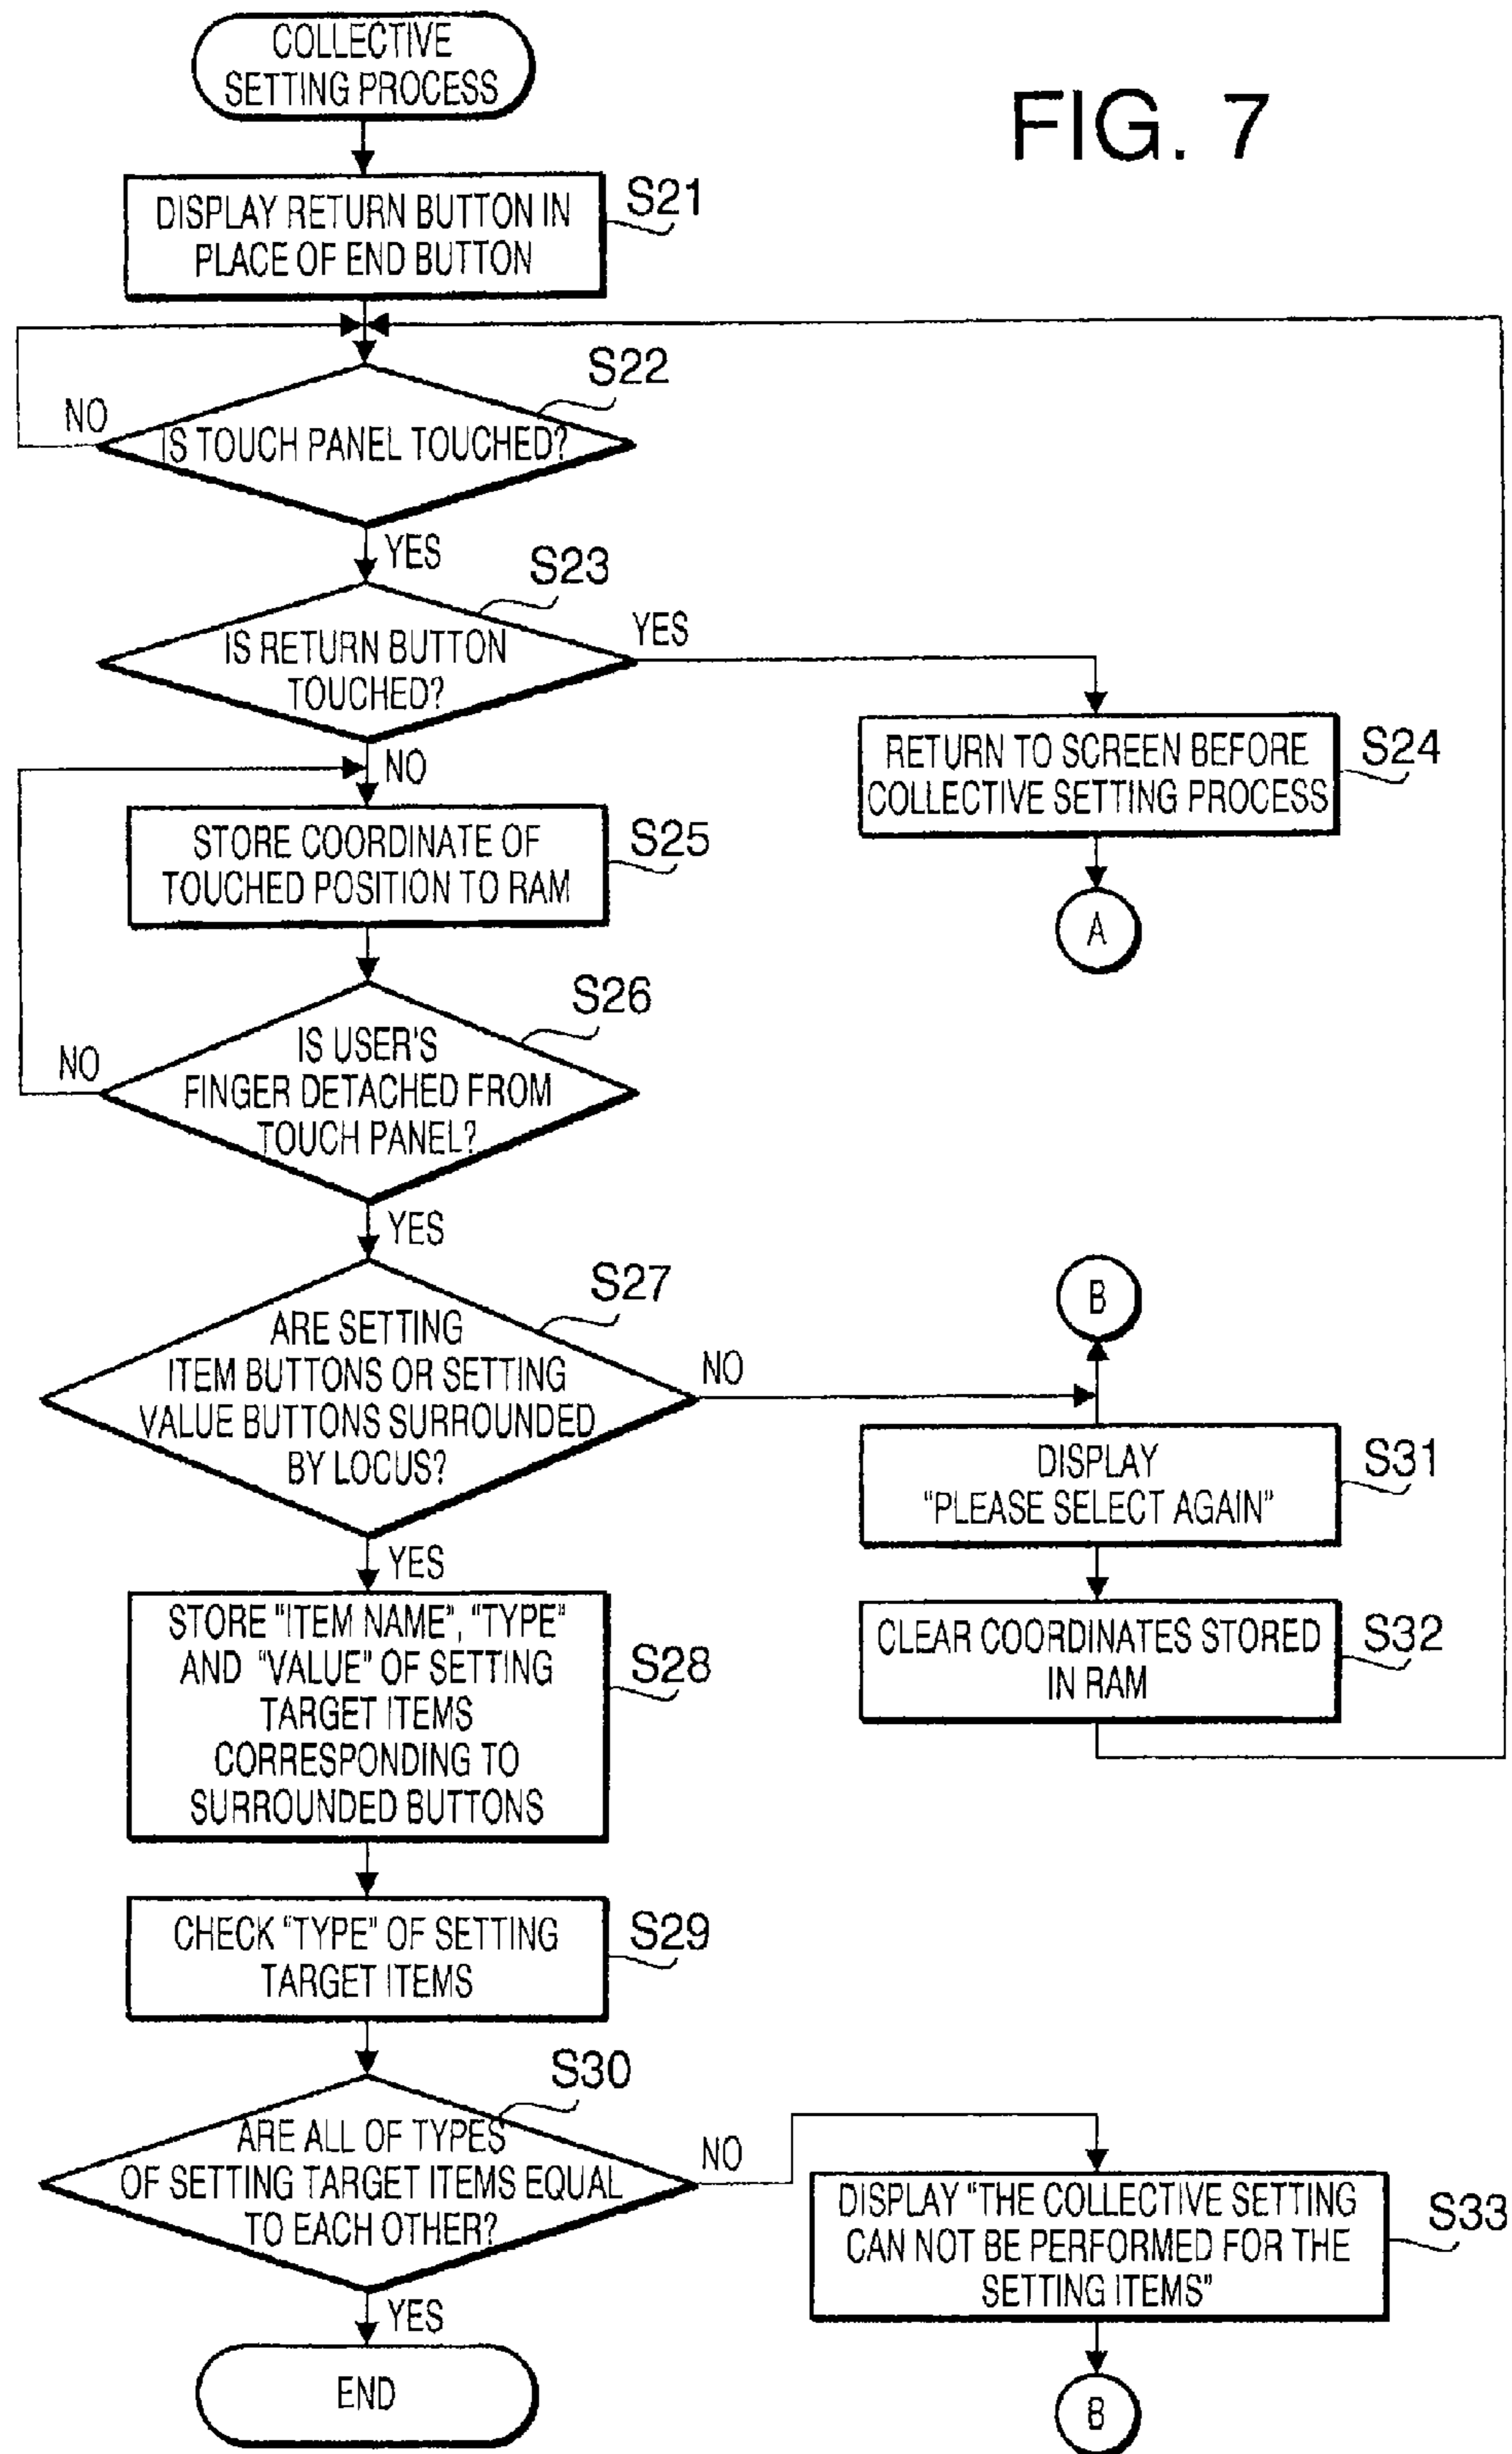 FIG. 7
COLLECTIVE
SETTING PROCESS
DISPLAY RETURN BUTTON IN
PLACE OF END BUTTON
S21
IS TOUCH PANEL TOUCHED?
S22
NO
YES
IS RETURN BUTTON
TOUCHED?
S23
YES
NO
RETURN TO SCREEN BEFORE
COLLECTIVE SETTING PROCESS
S24
A
STORE COORDINATE OF
TOUCHED POSITION TO RAM
S25
IS USER'S
FINGER DETACHED FROM
TOUCH PANEL?
S26
NO
YES
ARE SETTING
ITEM BUTTONS OR SETTING
VALUE BUTTONS SURROUNDED
BY LOCUS?
S27
NO
YES
B
DISPLAY
"PLEASE SELECT AGAIN"
S31
CLEAR COORDINATES STORED
IN RAM
S32
STORE "ITEM NAME", "TYPE"
AND "VALUE" OF SETTING
TARGET ITEMS
CORRESPONDING TO
SURROUNDED BUTTONS
S28
CHECK "TYPE" OF SETTING
TARGET ITEMS
S29
ARE ALL OF TYPES
OF SETTING TARGET ITEMS EQUAL
TO EACH OTHER?
S30
NO
YES
DISPLAY "THE COLLECTIVE SETTING
CAN NOT BE PERFORMED FOR THE
SETTING ITEMS"
S33
B
END